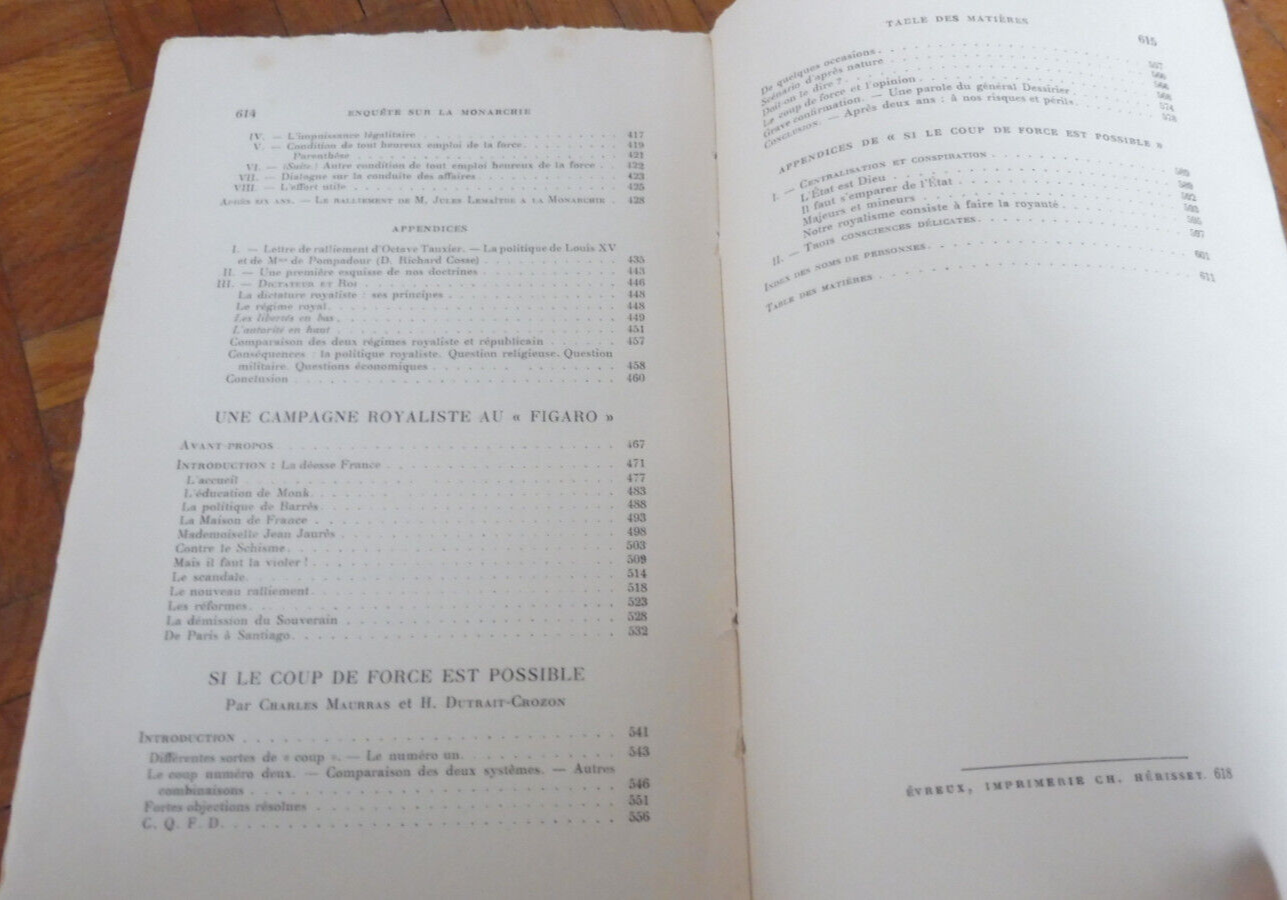 614 ENQUÊTE SUR LA MONARCHIE
IV. — L'impuissance légalitaire 417
V. — Condition de tout heureux emploi de la force. 419
Parenthèse 421
VI. — (Suite.) Autre condition de tout emploi heureux de la force 422
VII. — Dialogue sur la conduite des affaires 423
VIII. — L'effort utile 425
APRÈS SIX ANS. — LE RALLIEMENT DE M. JULES LEMAÎTRE A LA MONARCHIE 428
APPENDICES
I. — Lettre de ralliement d'Octave Tauxier. — La politique de Louis XV
et de Mme de Pompadour (D. Richard Cosse) 435
II. — Une première esquisse de nos doctrines 443
III. — DICTATEUR ET ROI 446
La dictature royaliste : ses principes 448
Le régime royal 448
Les libertés en bas 449
L'autorité en haut 451
Comparaison des deux régimes royaliste et républicain 457
Conséquences : la politique royaliste. Question religieuse. Question
militaire. Questions économiques 458
Conclusion 460
UNE CAMPAGNE ROYALISTE AU « FIGARO »
AVANT-PROPOS 467
INTRODUCTION : La déesse France 471
L'accueil 477
L'éducation de Monk 483
La politique de Barrès 488
La Maison de France 493
Mademoiselle Jean Jaurès 498
Contre le Schisme 503
Mais il faut la violer ! 509
Le scandale 514
Le nouveau ralliement 518
Les réformes 523
La démission du Souverain 528
De Paris à Santiago 532
SI LE COUP DE FORCE EST POSSIBLE
Par CHARLES MAURRAS et H. DUTRAIT-CROZON
INTRODUCTION 541
Différentes sortes de « coup ». — Le numéro un. 543
Le coup numéro deux. — Comparaison des deux systèmes. — Autres
combinaisons 546
Fortes objections résolues 551
C. Q. F. D. 556
TABLE DES MATIÈRES 615
De quelques occasions 557
Scénario d'après nature
Doit-on le dire ?
Le coup de force et l'opinion
Grave confirmation. — Une parole du général Dessirier 574
CONCLUSION. — Après deux ans : à nos risques et périls 578
APPENDICES DE « SI LE COUP DE FORCE EST POSSIBLE »
I. — CENTRALISATION ET CONSPIRATION
L'État est Dieu
Il faut s'emparer de l'État
Majeurs et mineurs
Notre royalisme consiste à faire la royauté
II. — TROIS CONSCIENCES DÉLICATES 597
INDEX DES NOMS DE PERSONNES 601
TABLE DES MATIÈRES 611
ÉVREUX, IMPRIMERIE CH. HÉRISSEY. 618